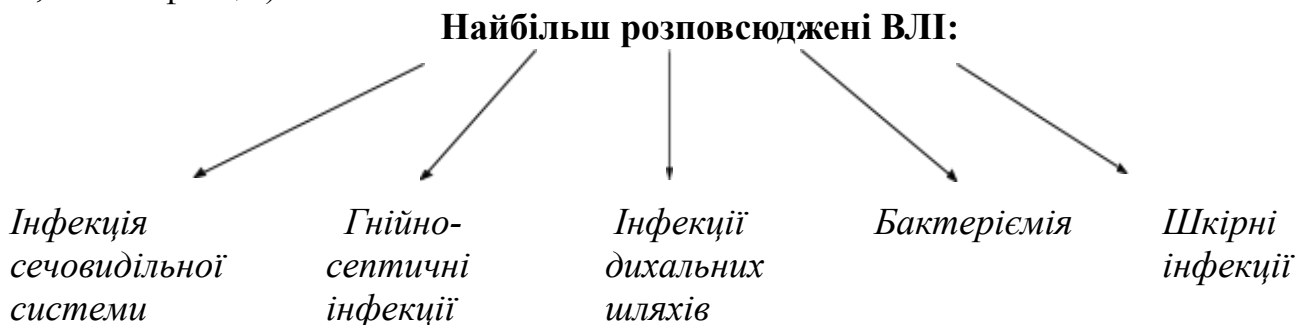 Найбільш розповсюджені ВЛІ:
Інфекція
сечовидільної
системи
Гнійно-
септичні
інфекції
Інфекції
дихальних
шляхів
Бактеріємія
Шкірні
інфекції